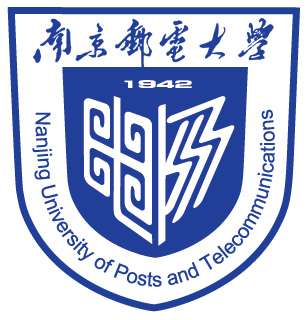 南京郵電大學
1942
Nanjing University of Posts and Telecommunications